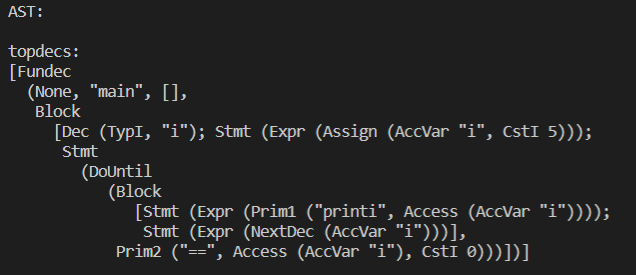 AST:
topdecs:
[Fundec
(None, "main", [],
Block
[Dec (TypI, "i"); Stmt (Expr (Assign (AccVar "i", CstI 5)));
Stmt
(DoUntil
(Block
[Stmt (Expr (Prim1 ("printi", Access (AccVar "i"))));
Stmt (Expr (NextDec (AccVar "i")))],
Prim2 ("==", Access (AccVar "i"), CstI 0)))])]